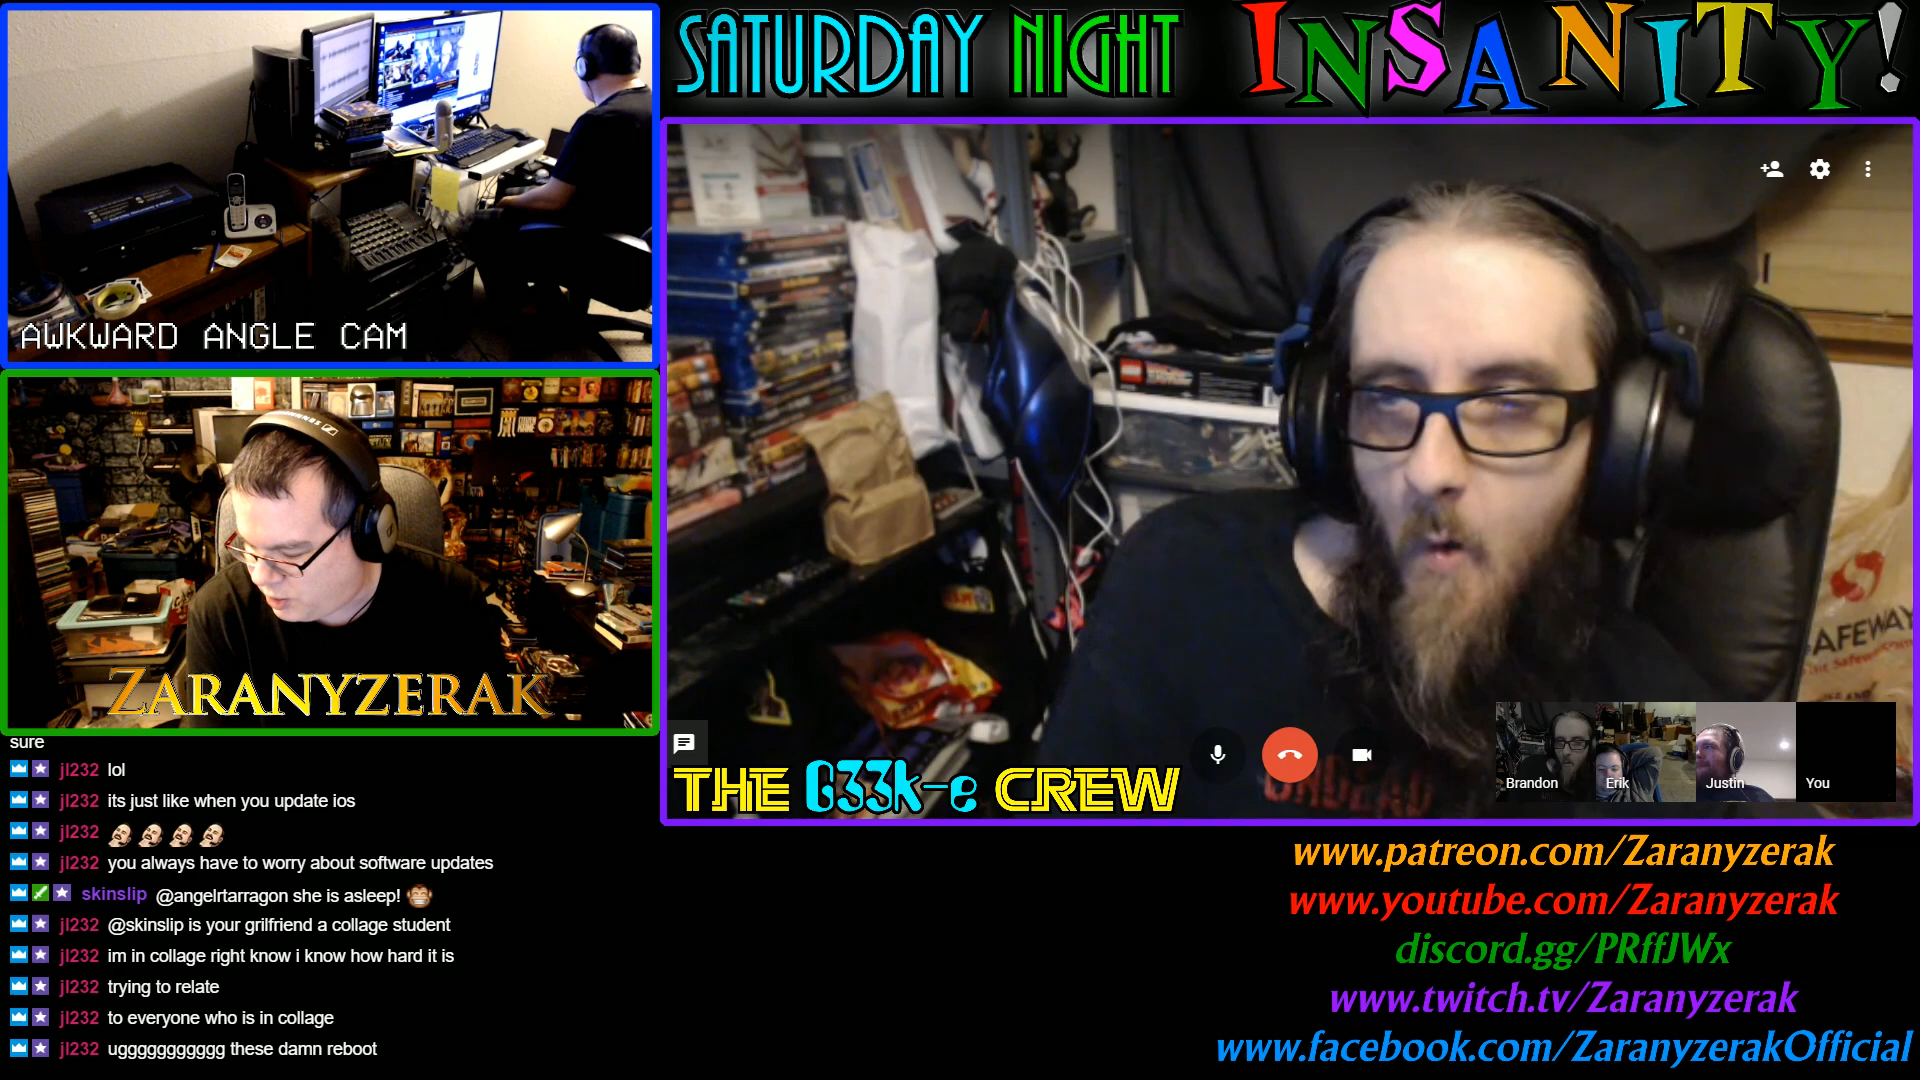 SATURDAY NIGHT INSANITY!
AWKWARD ANGLE CAM
ZARANYZERAK
sure
jl232 lol
jl232 its just like when you update ios
jl232
jl232 you always have to worry about software updates
skinslip @angelrtarragon she is asleep!
jl232 @skinslip is your grilfriend a collage student
jl232 im in collage right know i know how hard it is
jl232 trying to relate
jl232 to everyone who is in collage
jl232 ugggggggggggg these damn reboot
SAFEWAY
THE G33k-e CREW
Brandon
Erik
Justin
You
www.patreon.com/Zaranyzerak
www.youtube.com/Zaranyzerak
discord.gg/PRffJWx
www.twitch.tv/Zaranyzerak
www.facebook.com/ZaranyzerakOfficial